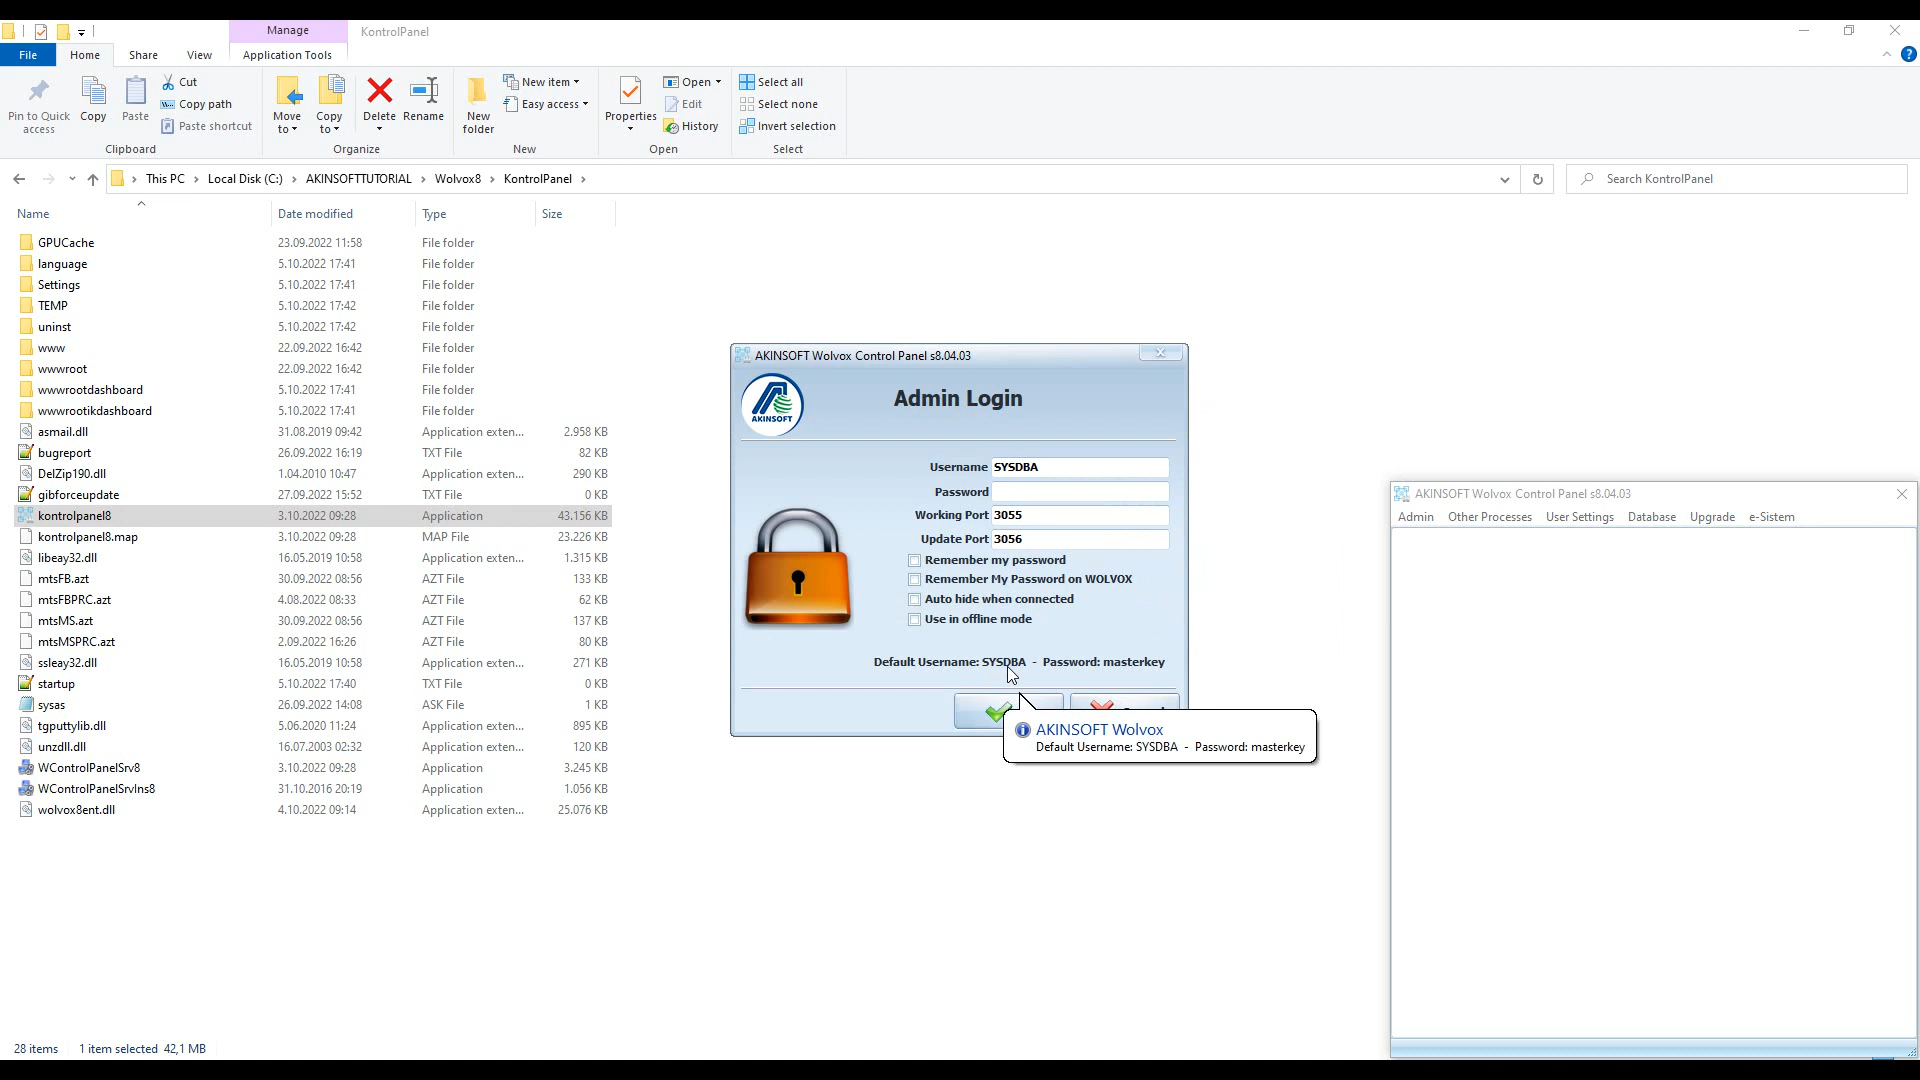 Manage
KontrolPanel
File
Home
Share
View
Application Tools
Pin to Quick access
Copy
Paste
Cut
Copy path
Paste shortcut
Clipboard
Move to
Copy to
Delete
Rename
Organize
New folder
New item
Easy access
New
Properties
Open
Edit
History
Open
Select all
Select none
Invert selection
Select
This PC > Local Disk (C:) > AKINSOFTTUTORIAL > Wolvox8 > KontrolPanel >
Search KontrolPanel
Name Date modified Type Size
GPUCache 23.09.2022 11:58 File folder
language 5.10.2022 17:41 File folder
Settings 5.10.2022 17:41 File folder
TEMP 5.10.2022 17:42 File folder
uninst 5.10.2022 17:42 File folder
www 22.09.2022 16:42 File folder
wwwroot 22.09.2022 16:42 File folder
wwwrootdashboard 5.10.2022 17:41 File folder
wwwrootikdashboard 5.10.2022 17:41 File folder
asmail.dll 31.08.2019 09:42 Application exten... 2.958 KB
bugreport 26.09.2022 16:19 TXT File 82 KB
DelZip190.dll 1.04.2010 10:47 Application exten... 290 KB
gibforceupdate 27.09.2022 15:52 TXT File 0 KB
kontrolpanel8 3.10.2022 09:28 Application 43.156 KB
kontrolpanel8.map 3.10.2022 09:28 MAP File 23.226 KB
libeay32.dll 16.05.2019 10:58 Application exten... 1.315 KB
mtsFB.azt 30.09.2022 08:56 AZT File 133 KB
mtsFBPRC.azt 4.08.2022 08:33 AZT File 62 KB
mtsMS.azt 30.09.2022 08:56 AZT File 137 KB
mtsMSPRC.azt 2.09.2022 16:26 AZT File 80 KB
ssleay32.dll 16.05.2019 10:58 Application exten... 271 KB
startup 5.10.2022 17:40 TXT File 0 KB
sysas 26.09.2022 14:08 ASK File 1 KB
tgputtylib.dll 5.06.2020 11:24 Application exten... 895 KB
unzdll.dll 16.07.2003 02:32 Application exten... 120 KB
WControlPanelSrv8 3.10.2022 09:28 Application 3.245 KB
WControlPanelSrvIns8 31.10.2016 20:19 Application 1.056 KB
wolvox8ent.dll 4.10.2022 09:14 Application exten... 25.076 KB
28 items 1 item selected 42,1 MB
AKINSOFT Wolvox Control Panel s8.04.03
AKINSOFT
Admin Login
Username SYSDBA
Password
Working Port 3055
Update Port 3056
Remember my password
Remember My Password on WOLVOX
Auto hide when connected
Use in offline mode
Default Username: SYSDBA - Password: masterkey
AKINSOFT Wolvox
Default Username: SYSDBA - Password: masterkey
AKINSOFT Wolvox Control Panel s8.04.03
Admin Other Processes User Settings Database Upgrade e-Sistem